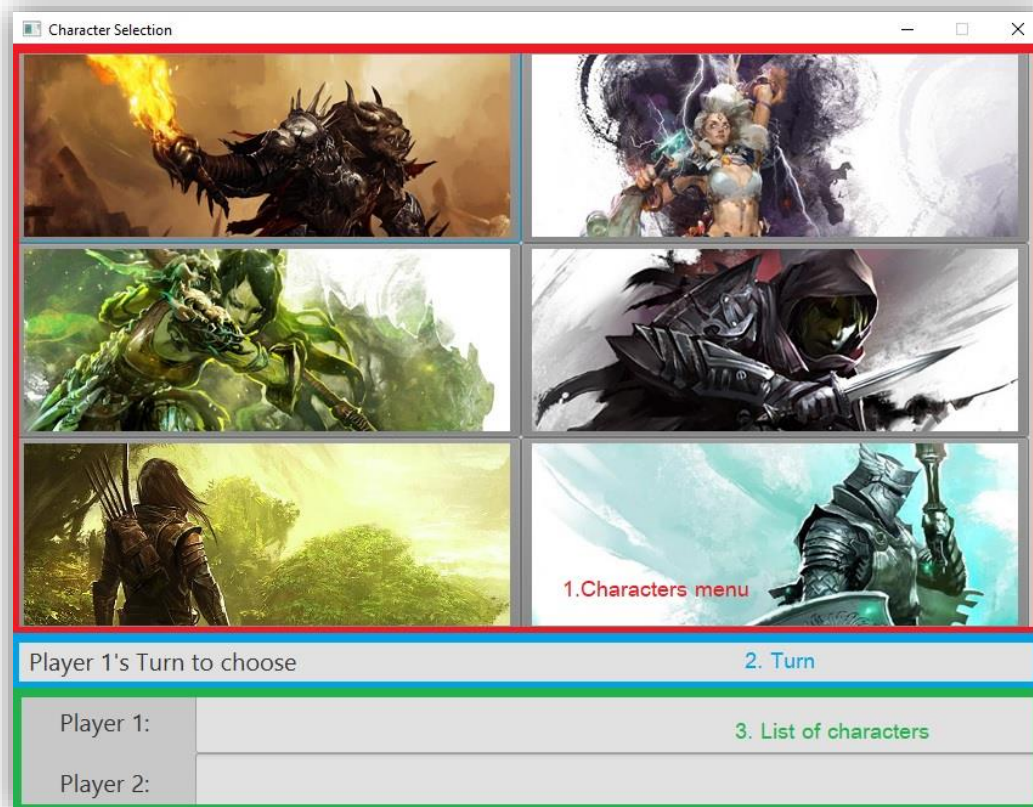 Character Selection
1.Characters menu
Player 1's Turn to choose 2. Turn
Player 1: 3. List of characters
Player 2: